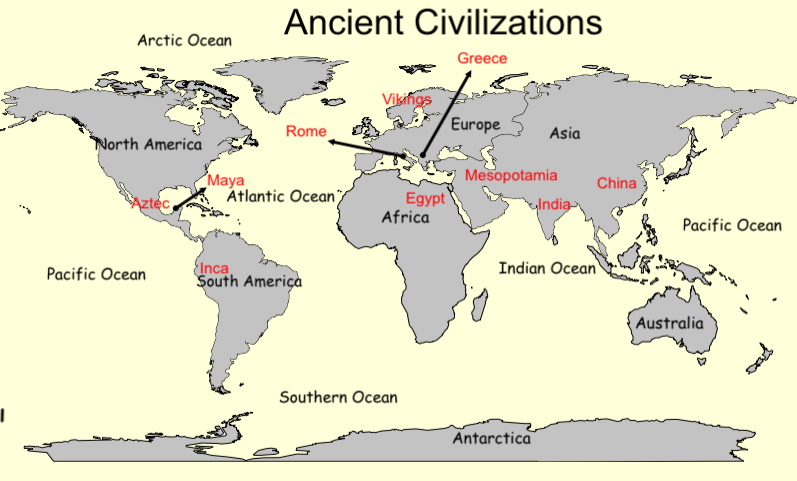 Ancient Civilizations
Arctic Ocean
Greece
Vikings
Rome
Europe
Asia
North America
Mesopotamia
Maya
China
Atlantic Ocean
Egypt
Aztec
India
Africa
Pacific Ocean
Inca
Indian Ocean
Pacific Ocean
South America
Australia
Southern Ocean
Antarctica